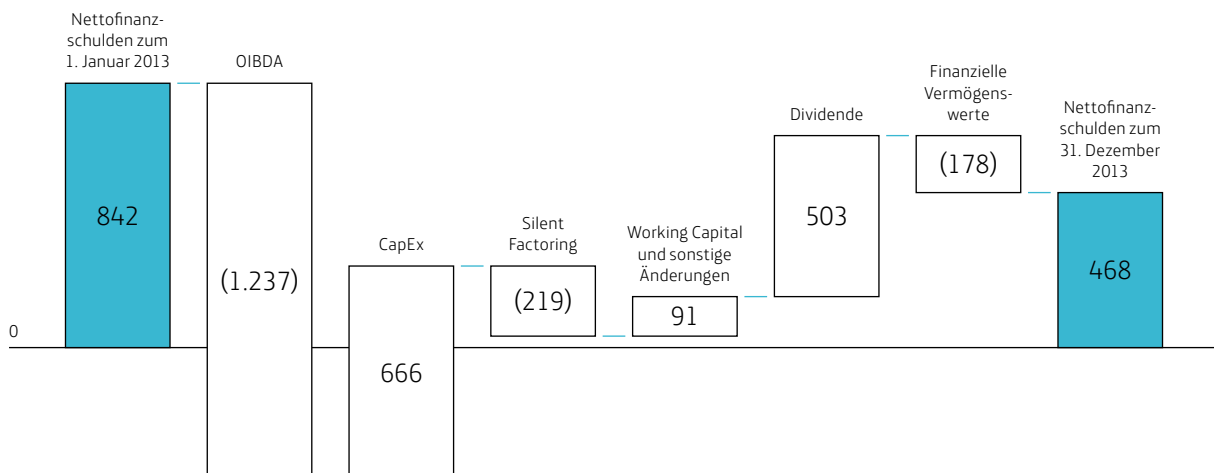 Nettofinanz-
schulden zum
1. Januar 2013
842
OIBDA
(1.237)
CapEx
666
Silent
Factoring
(219)
Working Capital
und sonstige
Änderungen
91
Dividende
503
Finanzielle
Vermögens-
werte
(178)
Nettofinanz-
schulden zum
31. Dezember
2013
468
0